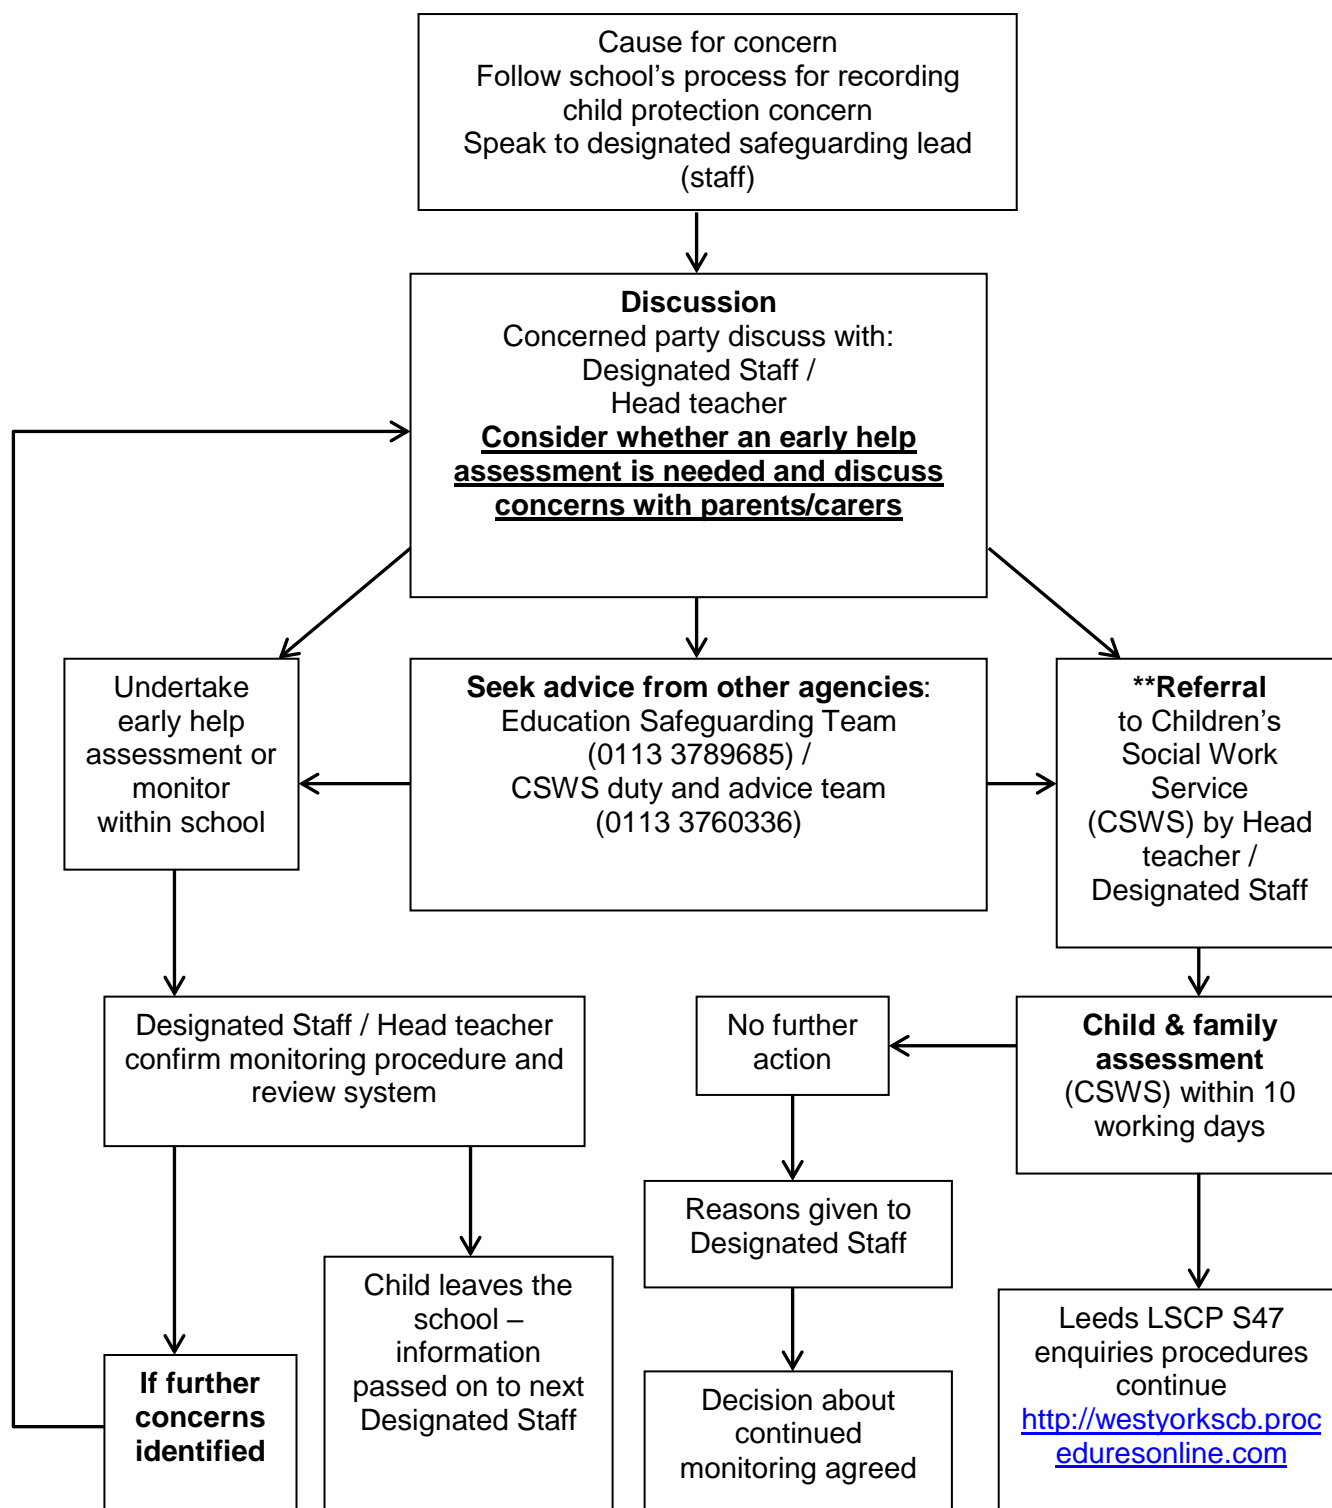 Cause for concern
Follow school’s process for recording
child protection concern
Speak to designated safeguarding lead
(staff)
Discussion
Concerned party discuss with:
Designated Staff /
Head teacher
Consider whether an early help
assessment is needed and discuss
concerns with parents/carers
Undertake
early help
assessment or
monitor
within school
Seek advice from other agencies:
Education Safeguarding Team
(0113 3789685) /
CSWS duty and advice team
(0113 3760336)
**Referral
to Children’s
Social Work
Service
(CSWS) by Head
teacher /
Designated Staff
Designated Staff / Head teacher
confirm monitoring procedure and
review system
No further
action
Child & family
assessment
(CSWS) within 10
working days
Reasons given to
Designated Staff
If further
concerns
identified
Child leaves the
school –
information
passed on to next
Designated Staff
Decision about
continued
monitoring agreed
Leeds LSCP S47
enquiries procedures
continue
http://westyorkscb.proc
eduresonline.com